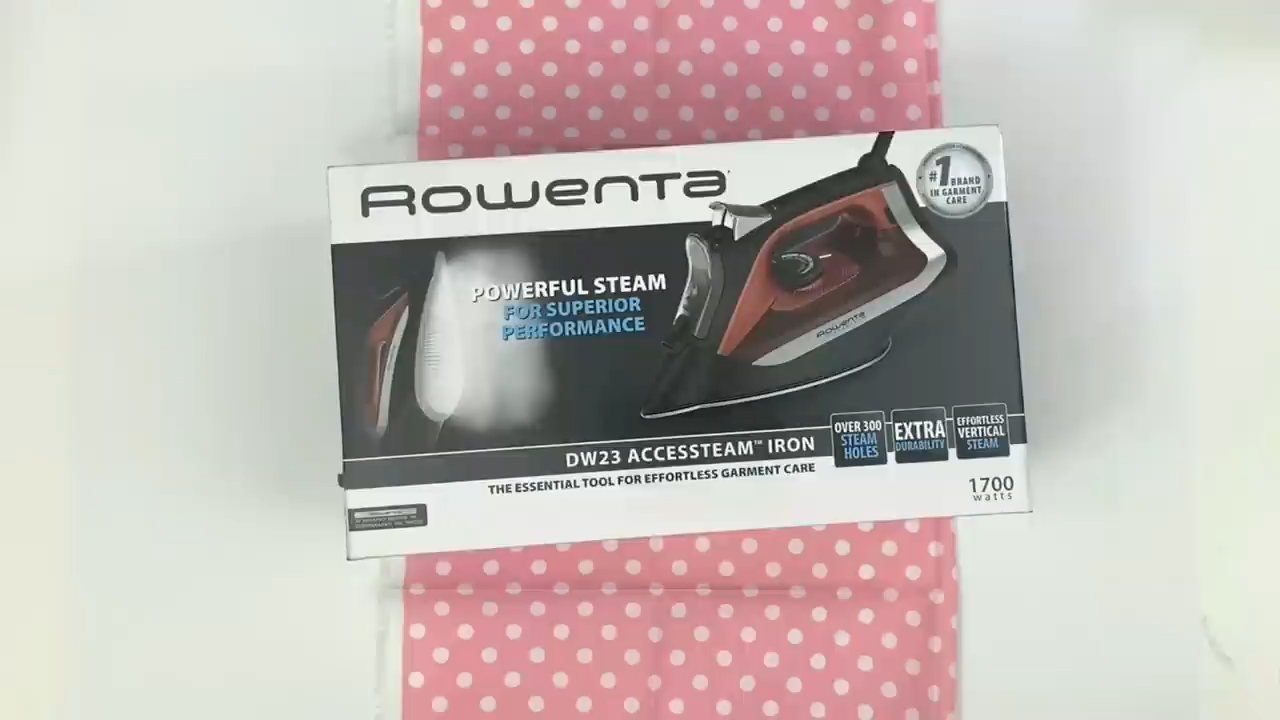 ROWENTA
#1 BRAND
IN GARMENT
CARE
POWERFUL STEAM
FOR SUPERIOR
PERFORMANCE
Rowenta
DW23 ACCESSTEAM™ IRON
THE ESSENTIAL TOOL FOR EFFORTLESS GARMENT CARE
OVER 300
STEAM
HOLES
EXTRA
DURABILITY
EFFORTLESS
VERTICAL
STEAM
1700
watts